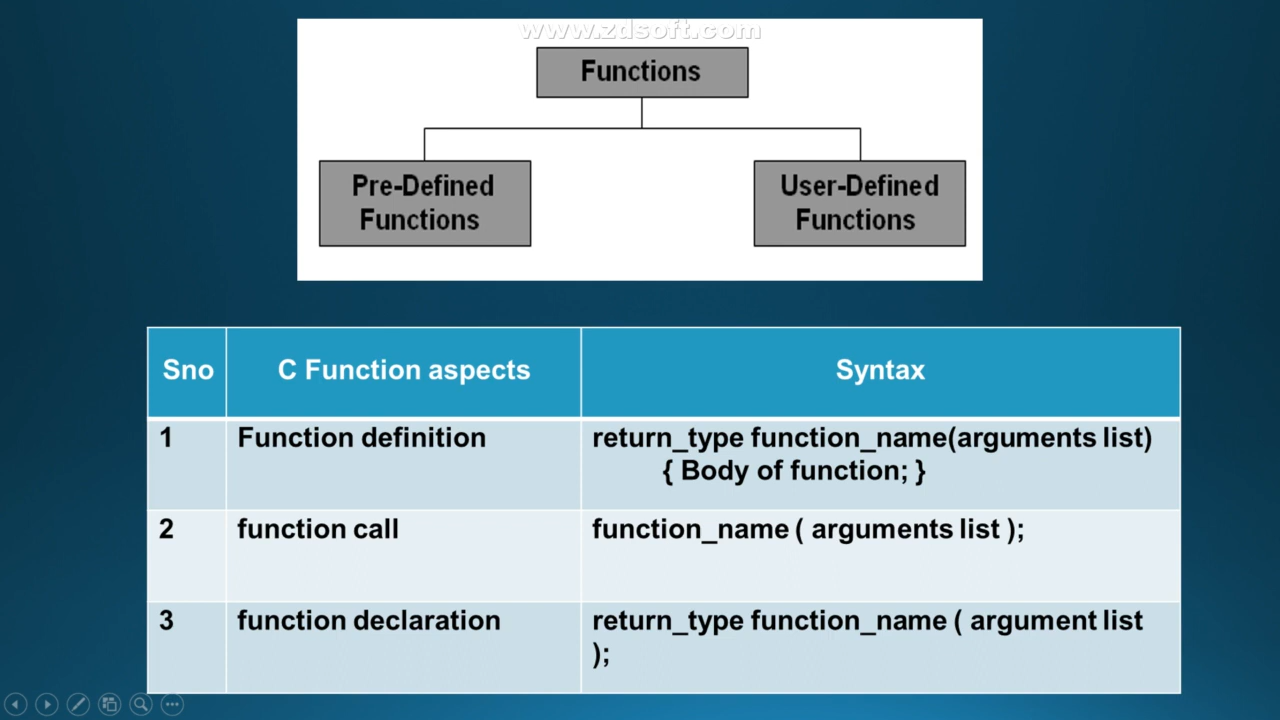 www.zdsoft.com
Functions
Pre-Defined
Functions
User-Defined
Functions
Sno
C Function aspects
Syntax
1
Function definition
return_type function_name(arguments list)
{ Body of function; }
2
function call
function_name ( arguments list );
3
function declaration
return_type function_name ( argument list
);